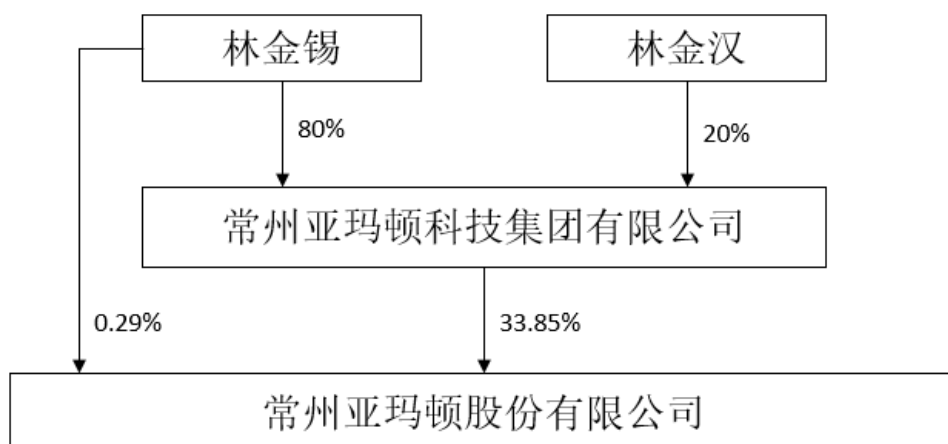 林金锡
林金汉
80%
20%
常州亚玛顿科技集团有限公司
0.29%
33.85%
常州亚玛顿股份有限公司